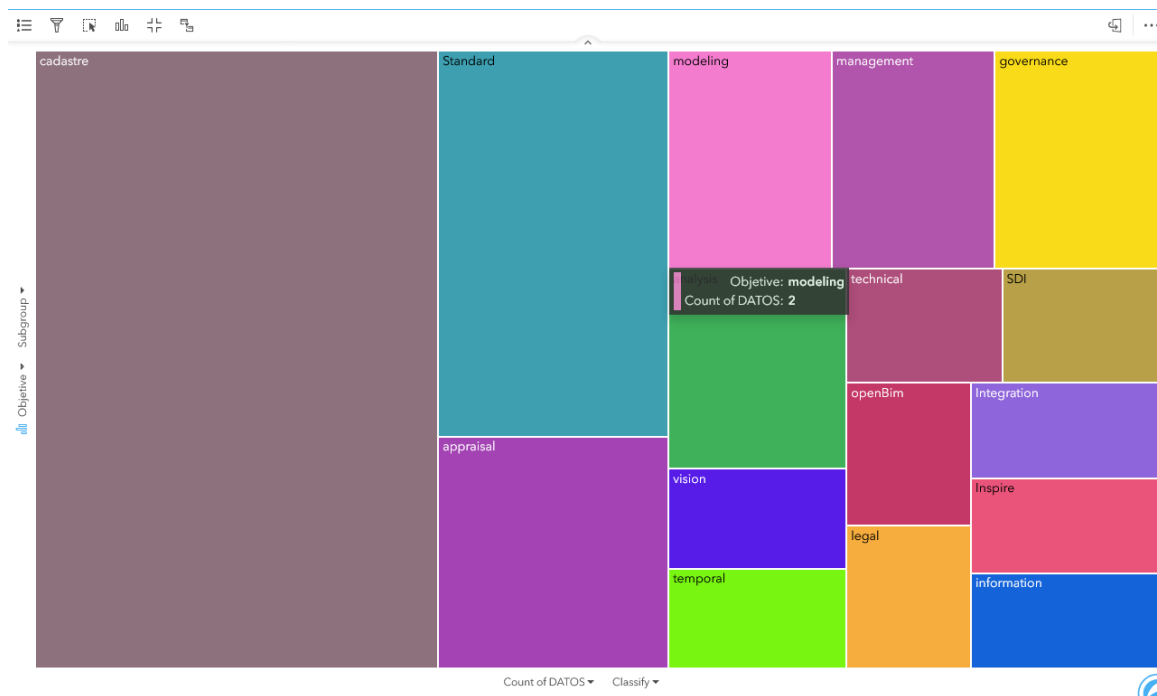 cadastre
Standard
modeling
management
governance
analysis
Objetive: modeling
Count of DATOS: 2
technical
SDI
openBim
Integration
appraisal
vision
Inspire
legal
temporal
information
Subgroup
Objetive
Count of DATOS
Classify